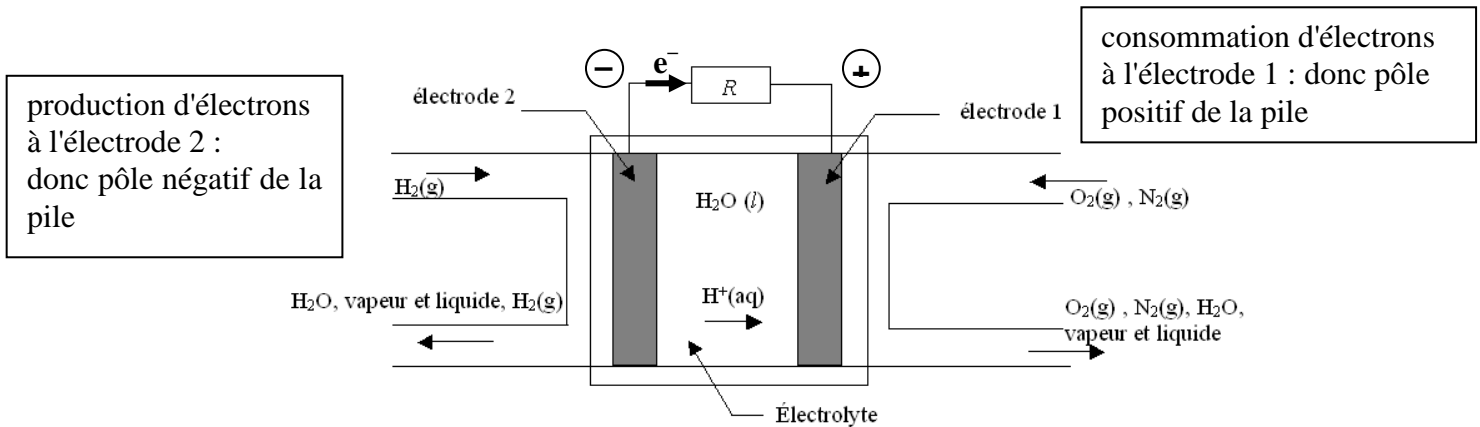 production d'électrons
à l'électrode 2 :
donc pôle négatif de la
pile
électrode 2
−
e⁻
R
+
électrode 1
consommation d'électrons
à l'électrode 1 : donc pôle
positif de la pile
H₂(g)
H₂O (l)
O₂(g) , N₂(g)
H₂O, vapeur et liquide, H₂(g)
H⁺(aq)
O₂(g) , N₂(g), H₂O,
vapeur et liquide
Électrolyte